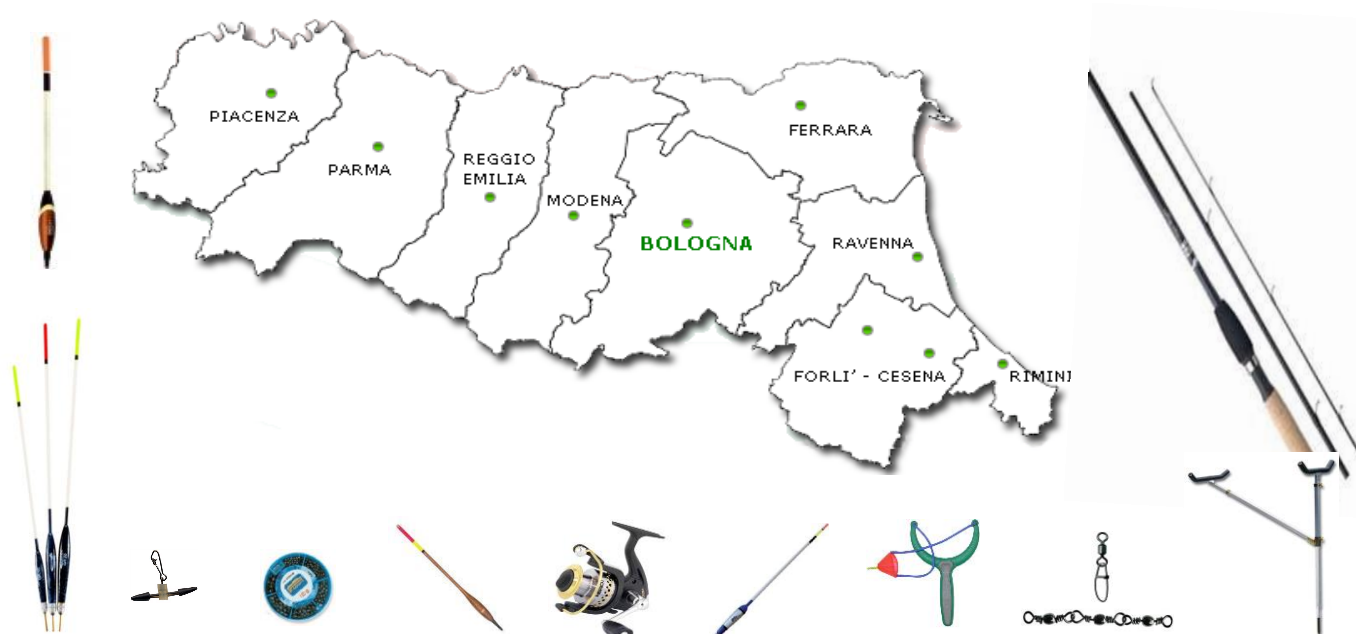 PIACENZA
PARMA
REGGIO
EMILIA
MODENA
BOLOGNA
FERRARA
RAVENNA
FORLI' - CESENA
RIMINI